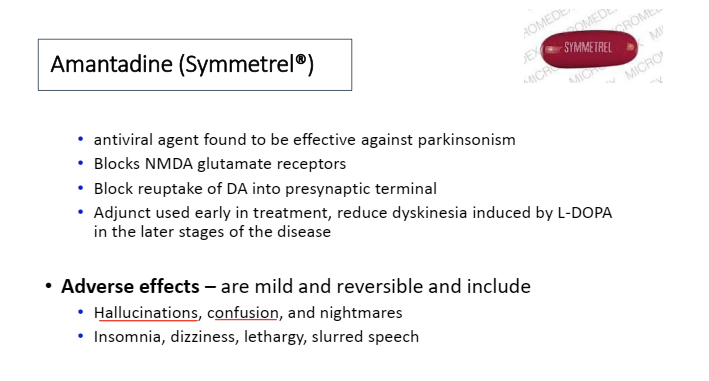 SYMMETREL
Amantadine (Symmetrel®)
• antiviral agent found to be effective against parkinsonism
• Blocks NMDA glutamate receptors
• Block reuptake of DA into presynaptic terminal
• Adjunct used early in treatment, reduce dyskinesia induced by L-DOPA
in the later stages of the disease
• Adverse effects – are mild and reversible and include
• Hallucinations, confusion, and nightmares
• Insomnia, dizziness, lethargy, slurred speech